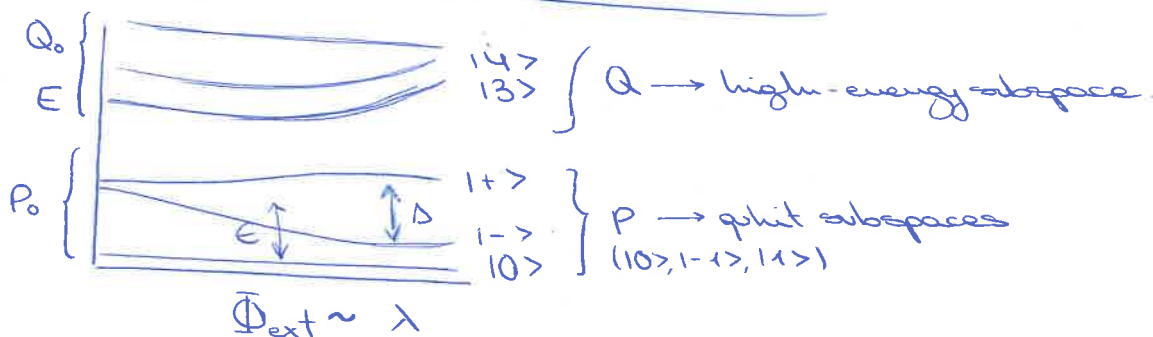 Q₀
E
|4>
|3>
Q → high-energy subspace.
P₀
|+>
Δ
ϵ
|->
|0>
P → qubit subspaces
(|0>, |-1>, |1>)
Φext ~ λ